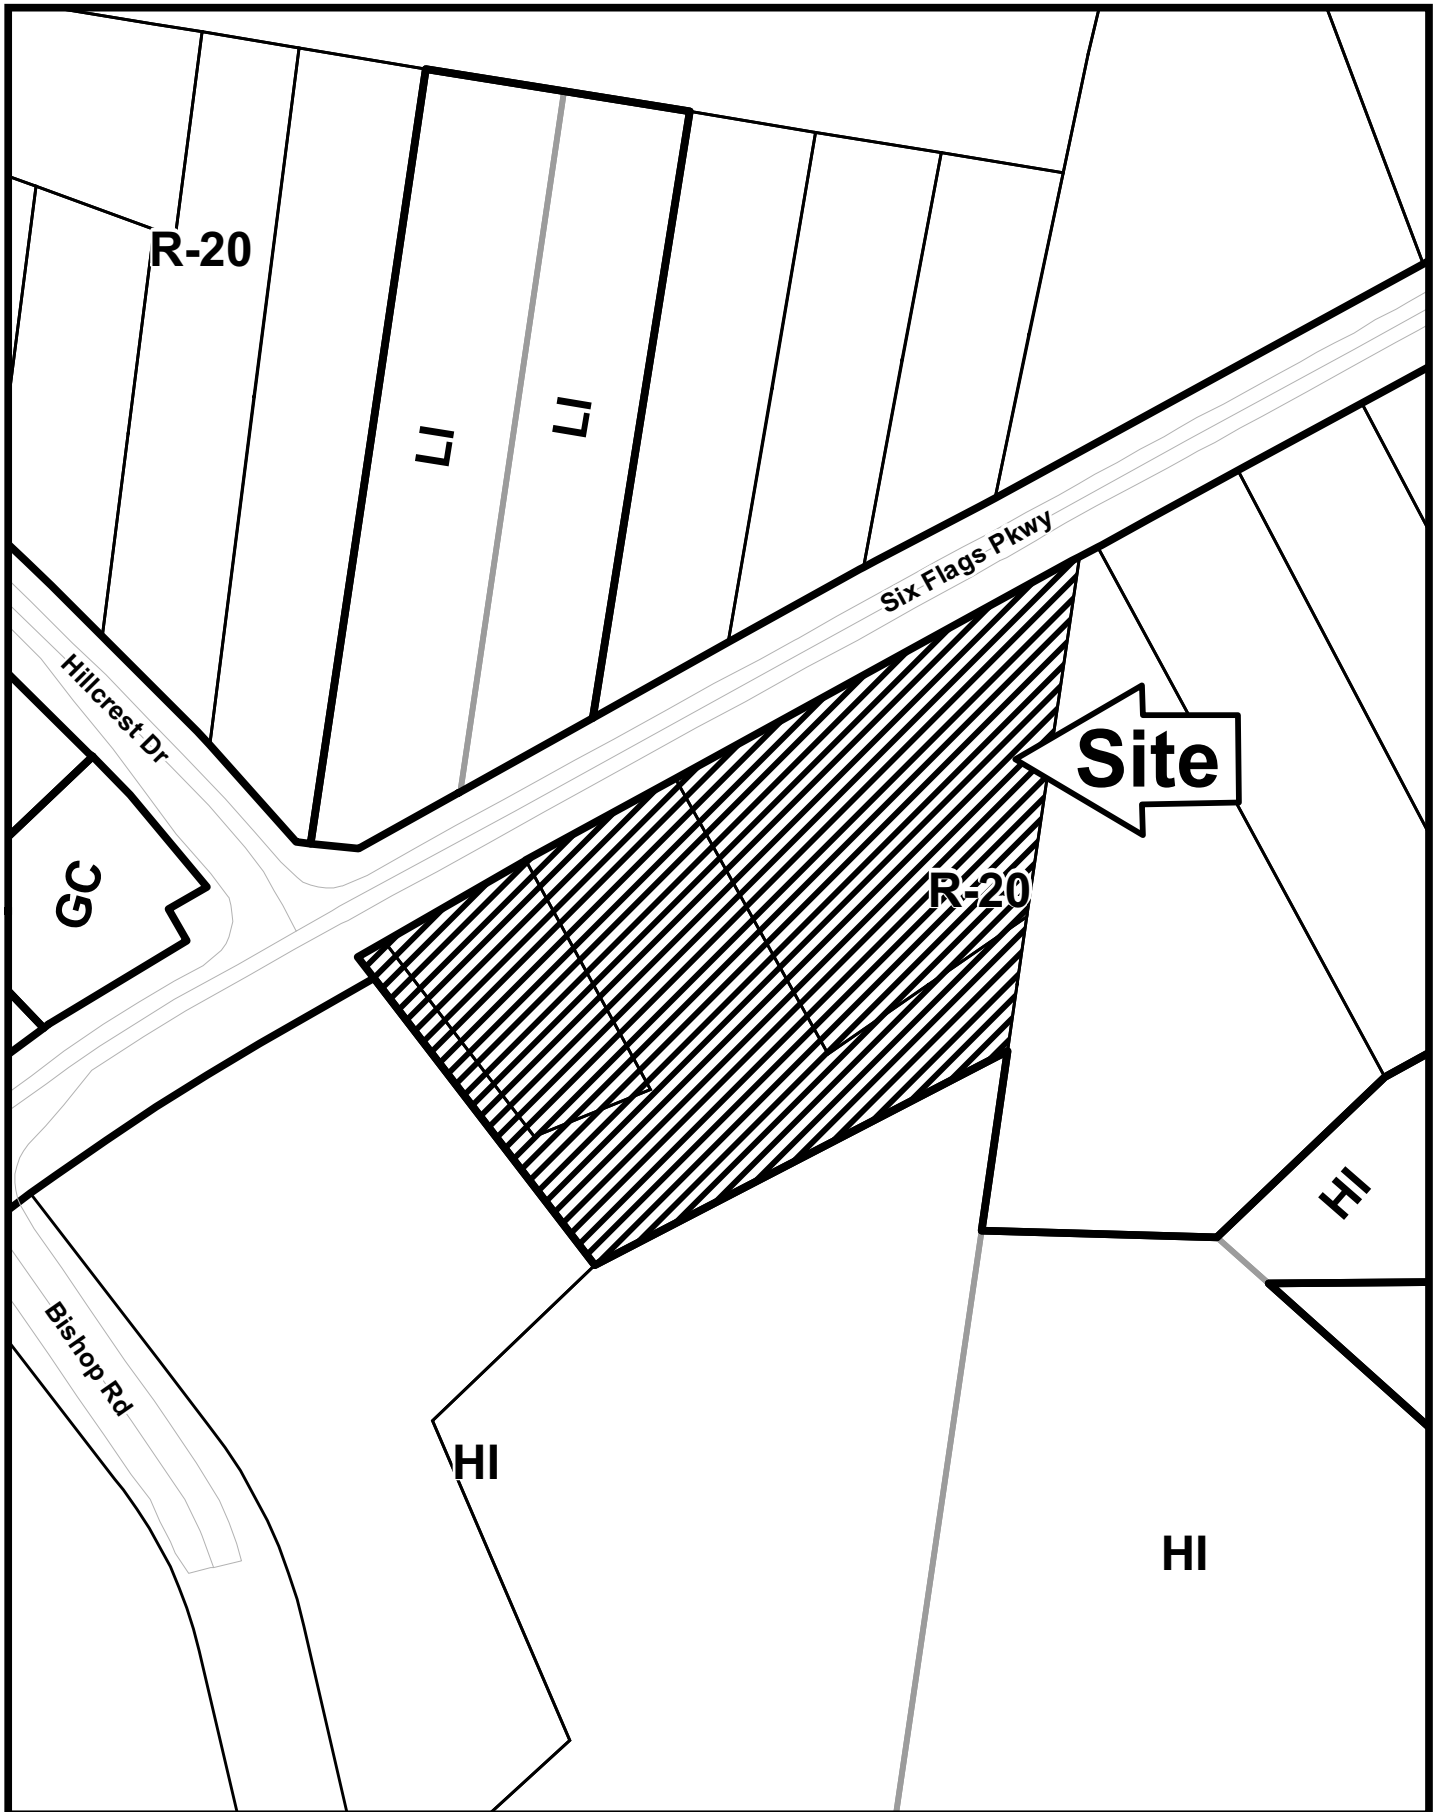 R-20
LI
LI
Six Flags Pkwy
Hillcrest Dr
Site
GC
R-20
HI
Bishop Rd
HI
HI